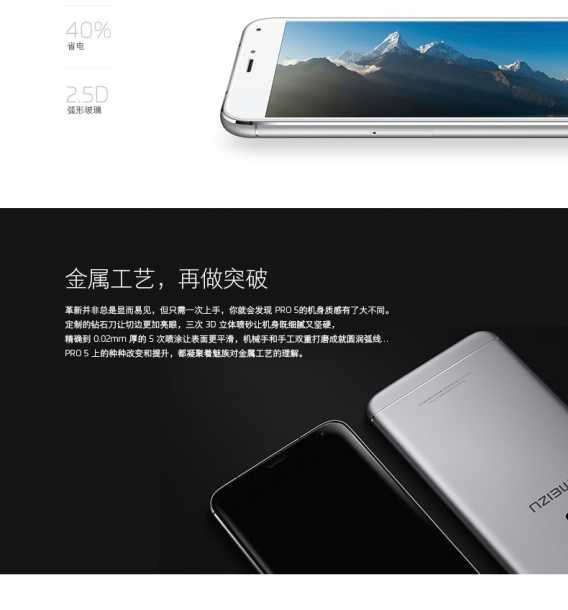 40%
省电
2.5D
弧形玻璃
金属工艺，再做突破
革新并非总是显而易见，但只需一次上手，你就会发现 PRO 5的机身质感有了大不同。
定制的钻石刀让切边更加亮眼，三次 3D 立体喷砂让机身既细腻又坚硬，
精确到 0.02mm 厚的 5 次喷涂让表面更平滑，机械手和手工双重打磨成就圆润弧线...
PRO 5 上的种种改变和提升，都凝聚着魅族对金属工艺的理解。
MEIZU